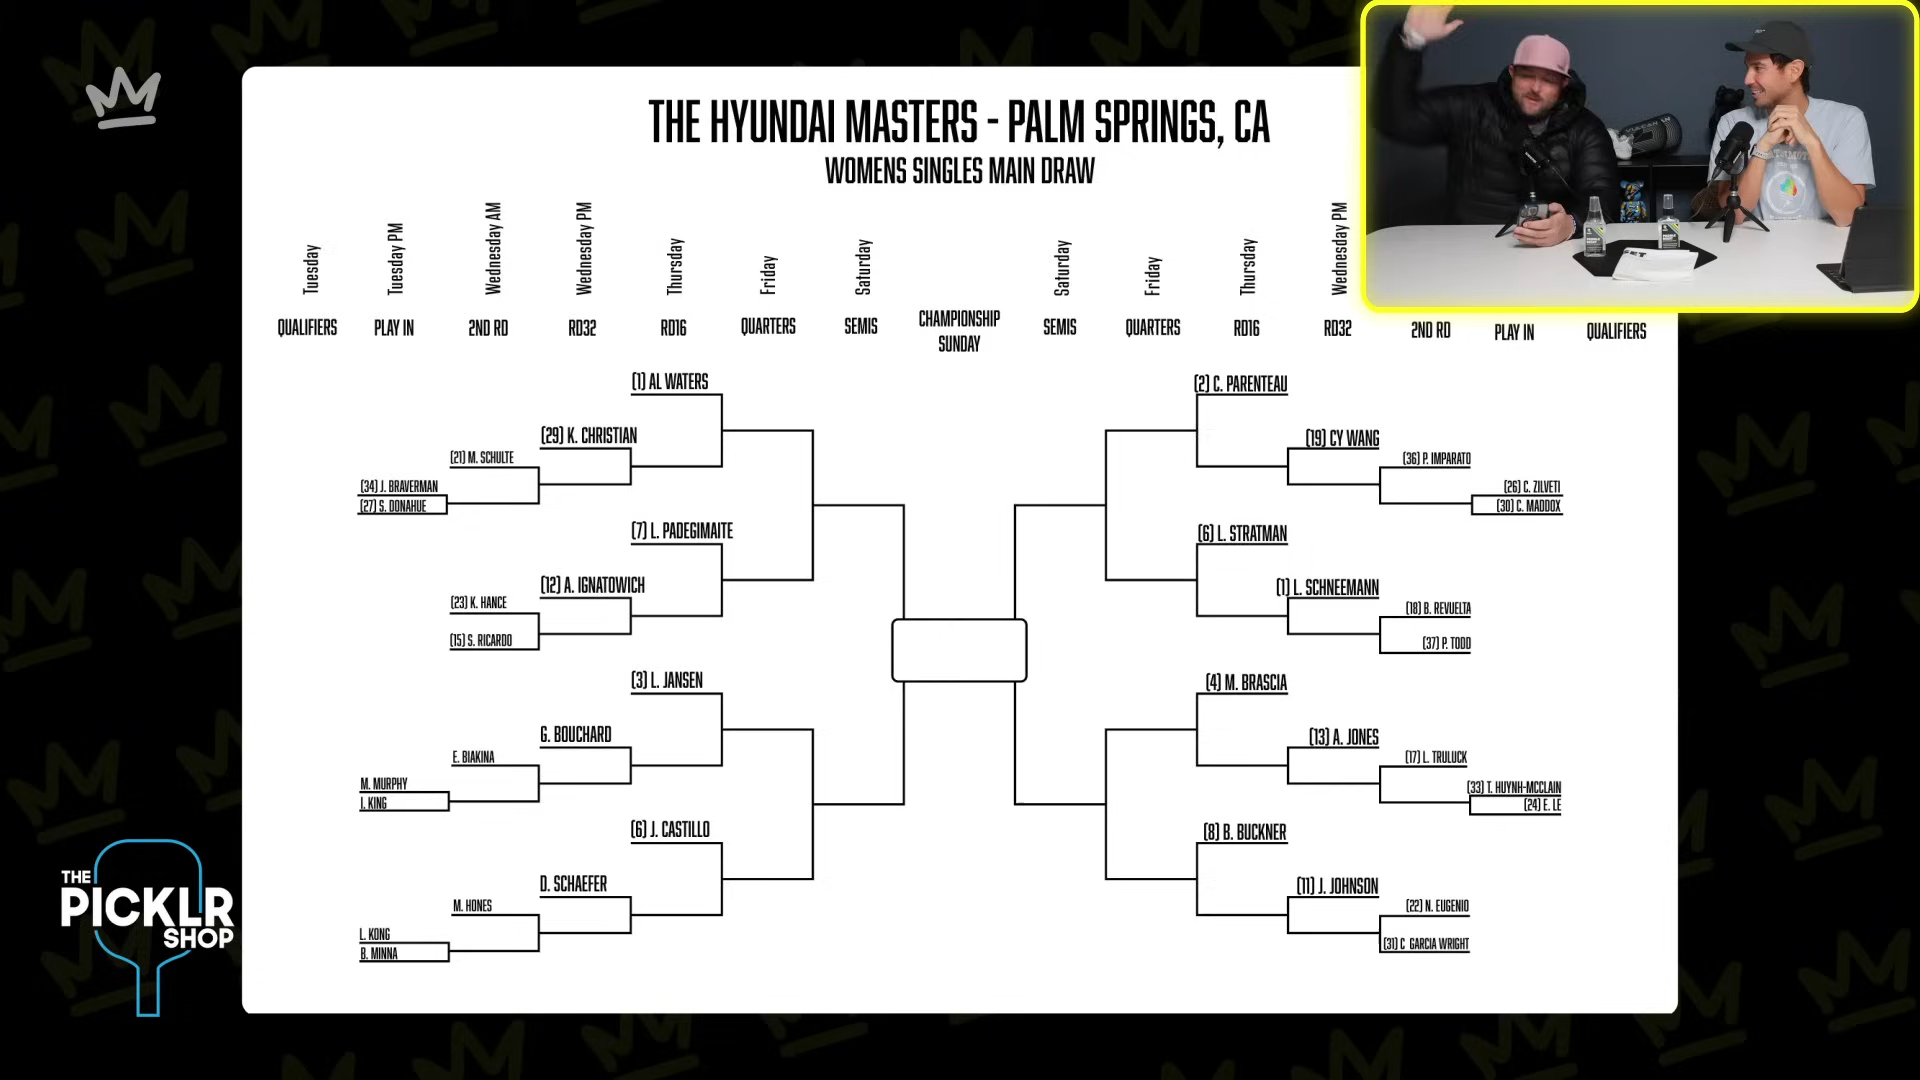 THE HYUNDAI MASTERS - PALM SPRINGS, CA
WOMENS SINGLES MAIN DRAW
Tuesday
Tuesday PM
Wednesday AM
Wednesday PM
Thursday
Friday
Saturday
Saturday
Friday
Thursday
Wednesday PM
QUALIFIERS
PLAY IN
2ND RD
RD32
RD16
QUARTERS
SEMIS
CHAMPIONSHIP
SUNDAY
SEMIS
QUARTERS
RD16
RD32
2ND RD
PLAY IN
QUALIFIERS
(1) AL WATERS
(29) K. CHRISTIAN
(21) M. SCHULTE
(34) J. BRAVERMAN
(27) S. DONAHUE
(7) L. PADEGIMAITE
(12) A. IGNATOWICH
(23) K. HANCE
(15) S. RICARDO
(3) L. JANSEN
G. BOUCHARD
E. BIAKINA
M. MURPHY
I. KING
(6) J. CASTILLO
D. SCHAEFER
M. HONES
L. KONG
B. MINNA
(2) C. PARENTEAU
(19) CY WANG
(36) P. IMPARATO
(26) C. ZILVETI
(30) C. MADDOX
(6) L. STRATMAN
(1) L. SCHNEEMANN
(18) B. REVUELTA
(37) P. TODD
(4) M. BRASCIA
(13) A. JONES
(17) L. TRULUCK
(33) T. HUYNH-MCCLAIN
(24) E. LE
(8) B. BUCKNER
(11) J. JOHNSON
(22) N. EUGENIO
(31) C GARCIA WRIGHT
THE
PICKLR
SHOP